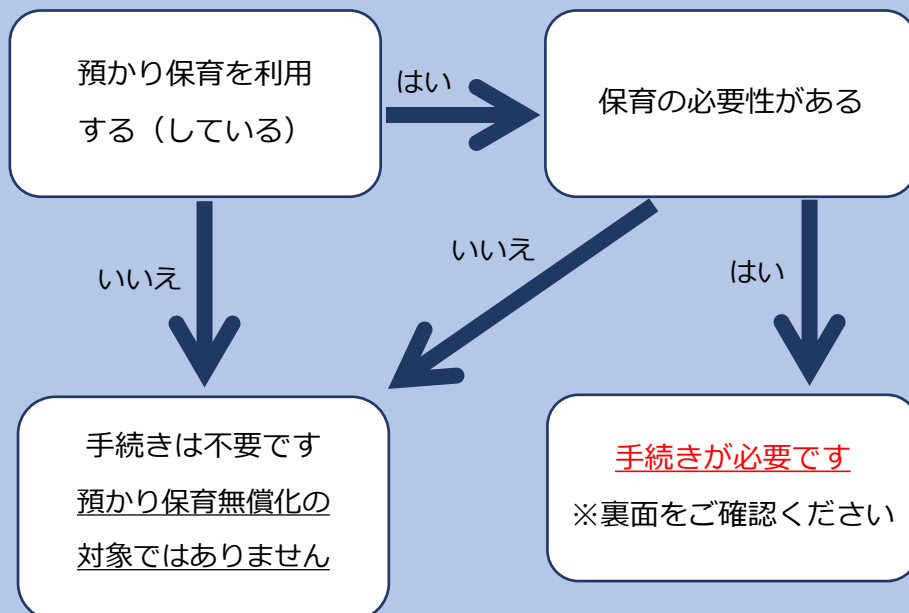 預かり保育を利用
する（している）
はい
保育の必要性がある
いいえ
いいえ
はい
手続きは不要です
預かり保育無償化の
対象ではありません
手続きが必要です
※裏面をご確認ください